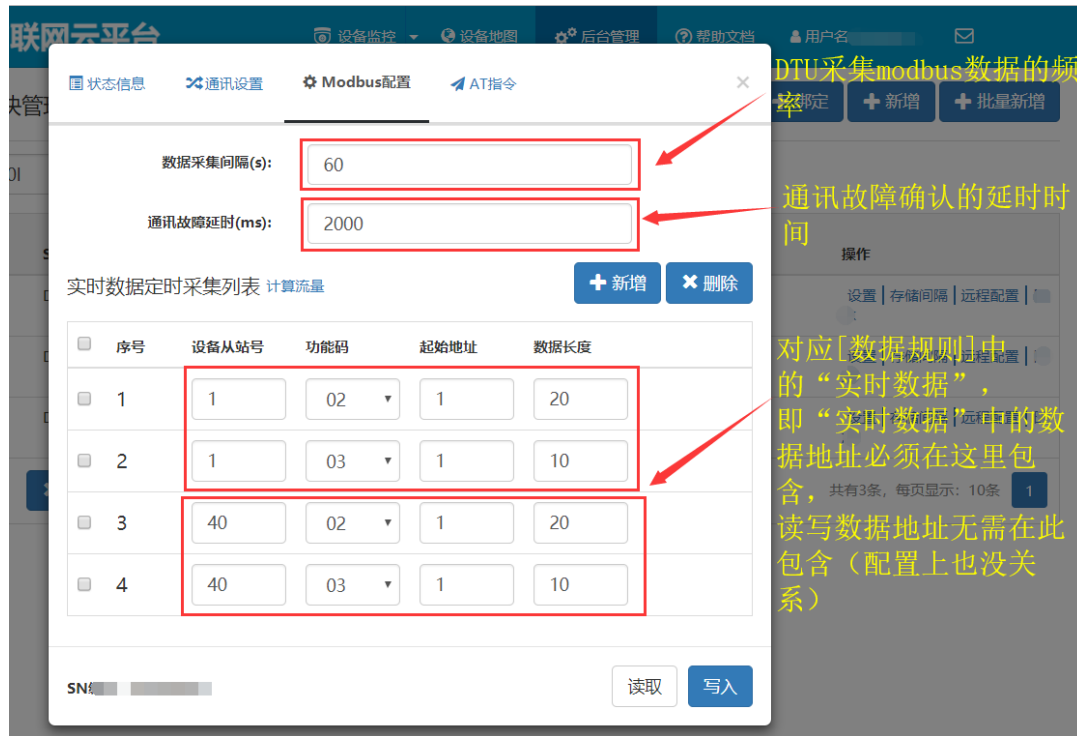 联网云平台
设备监控 设备地图 后台管理 帮助文档 用户名
状态信息 通讯设置 Modbus配置 AT指令 ×
DTU采集modbus数据的频
率
绑定 新增 批量新增
数据采集间隔(s): 60
通讯故障延时(ms): 2000
通讯故障确认的延时时
间
操作
实时数据定时采集列表 计算流量 新增 删除
设置 存储间隔 远程配置
序号 设备从站号 功能码 起始地址 数据长度
1 1 02 1 20
2 1 03 1 10
3 40 02 1 20
4 40 03 1 10
对应[数据规则]中
的“实时数据”，
即“实时数据”中的数
据地址必须在这里包
含，
读写数据地址无需在此
包含（配置上也没关
系）
共有3条，每页显示：10条 1
SN
读取 写入